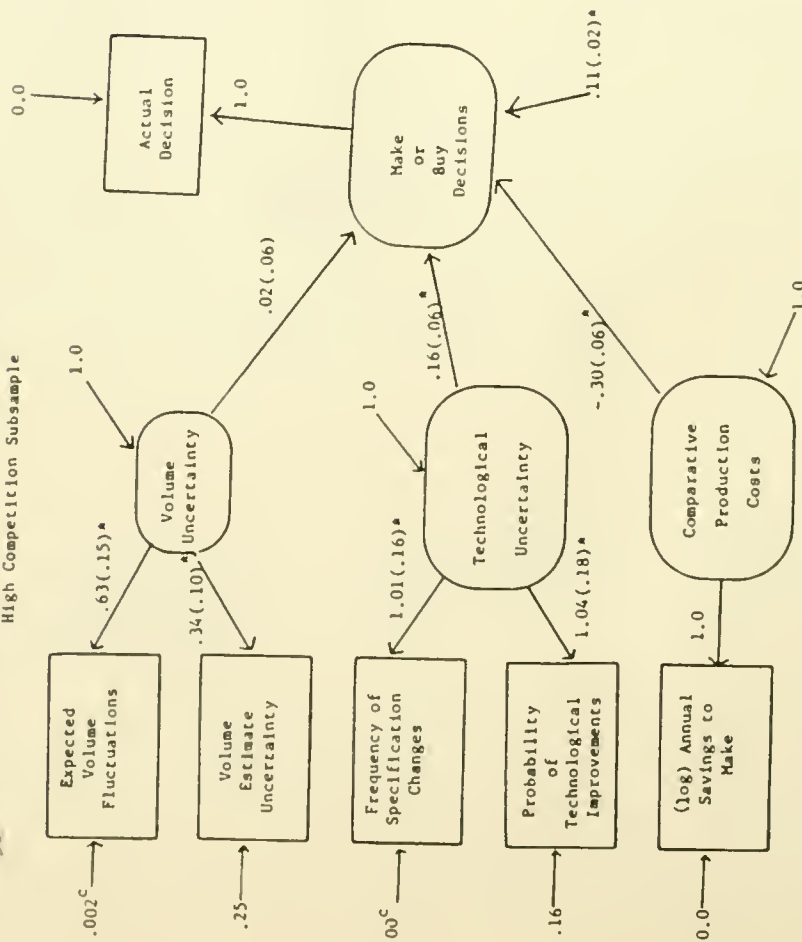 High Competition Subsample
0.0
Actual
Decision
1.0
1.0
Volume
Uncertainty
.02(.06)
.63(.15)*
.34(.10)*
Expected
Volume
Fluctuations
.002c
Volume
Estimate
Uncertainty
.25
Make
or
Buy
Decisions
.11(.02)*
1.0
.16(.06)*
Technological
Uncertainty
1.01(.16)*
1.04(.18)*
Frequency of
Specification
Changes
00c
Probability
of
Technological
Improvements
.16
-.30(.06)*
Comparative
Production
Costs
1.0
1.0
(log) Annual
Savings to
Make
0.0